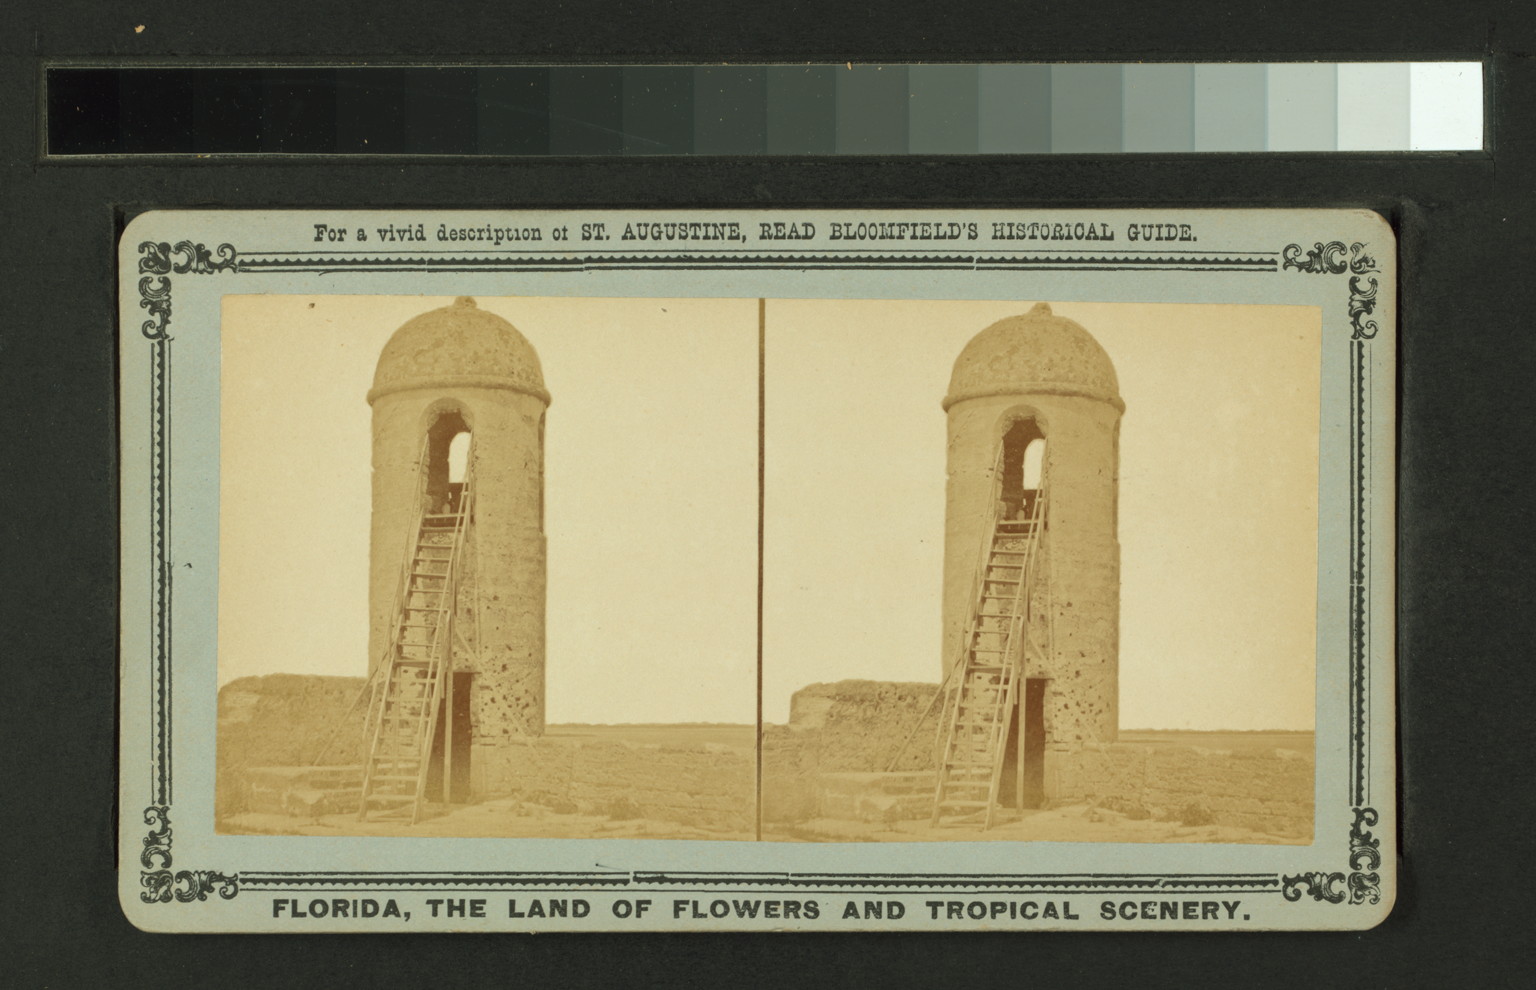 For a vivid description of ST. AUGUSTINE, READ BLOOMFIELD'S HISTORICAL GUIDE.
FLORIDA, THE LAND OF FLOWERS AND TROPICAL SCENERY.